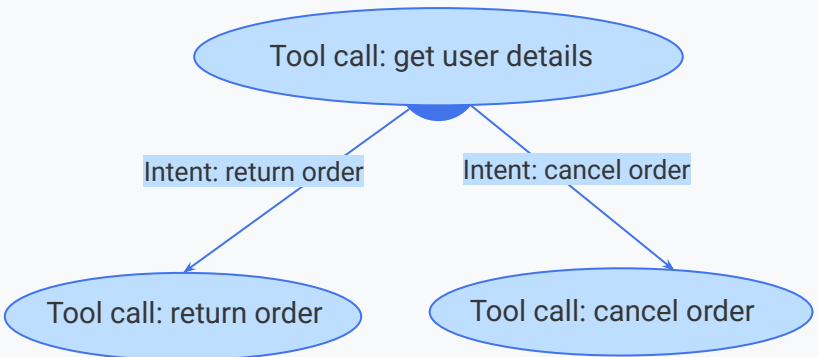 Tool call: get user details
Intent: return order
Intent: cancel order
Tool call: return order
Tool call: cancel order